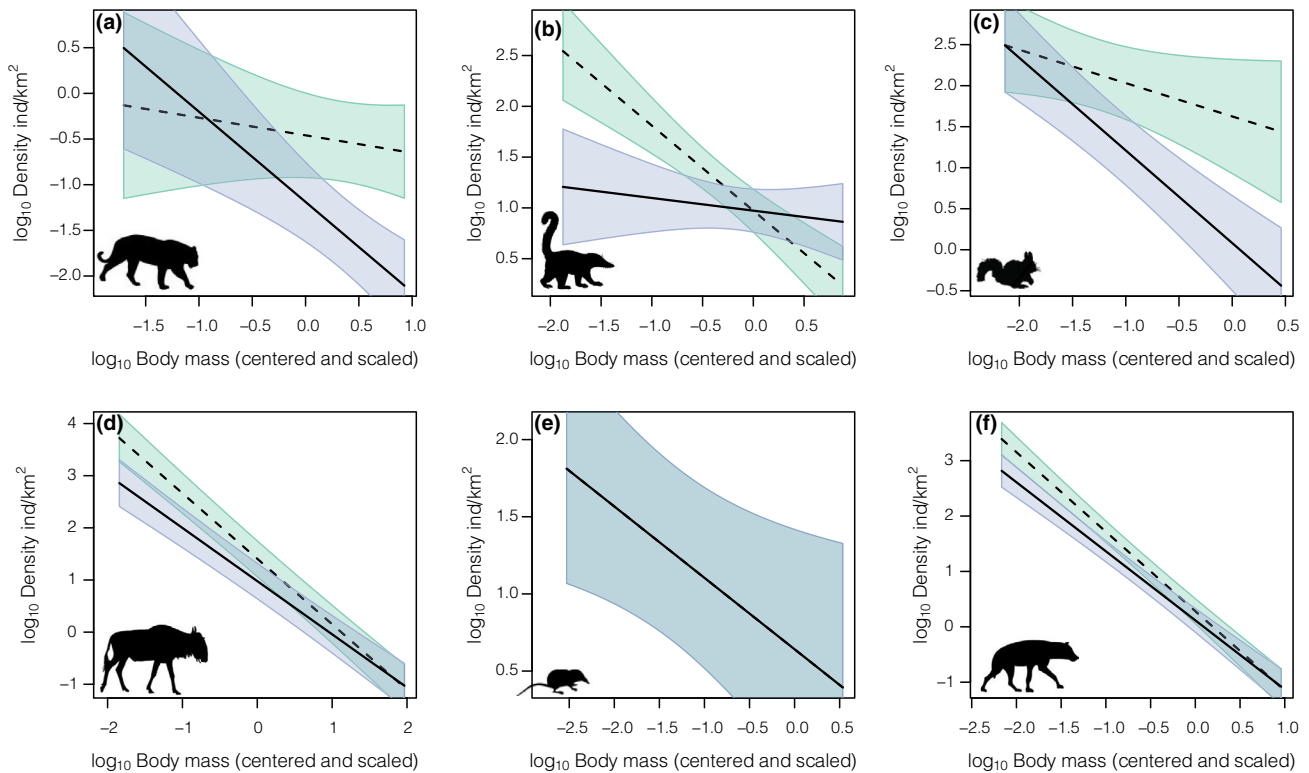 (a)
log₁₀ Density ind/km²
0.5
0.0
−0.5
−1.0
−1.5
−2.0
−1.5 −1.0 −0.5 0.0 0.5 1.0
log₁₀ Body mass (centered and scaled)
(b)
log₁₀ Density ind/km²
2.5
2.0
1.5
1.0
0.5
−2.0 −1.5 −1.0 −0.5 0.0 0.5
log₁₀ Body mass (centered and scaled)
(c)
log₁₀ Density ind/km²
2.5
2.0
1.5
1.0
0.5
0.0
−0.5
−2.0 −1.5 −1.0 −0.5 0.0 0.5
log₁₀ Body mass (centered and scaled)
(d)
log₁₀ Density ind/km²
4
3
2
1
0
−1
−2 −1 0 1 2
log₁₀ Body mass (centered and scaled)
(e)
log₁₀ Density ind/km²
2.0
1.5
1.0
0.5
−2.5 −2.0 −1.5 −1.0 −0.5 0.0 0.5
log₁₀ Body mass (centered and scaled)
(f)
log₁₀ Density ind/km²
3
2
1
0
−1
−2.5 −2.0 −1.5 −1.0 −0.5 0.0 0.5 1.0
log₁₀ Body mass (centered and scaled)